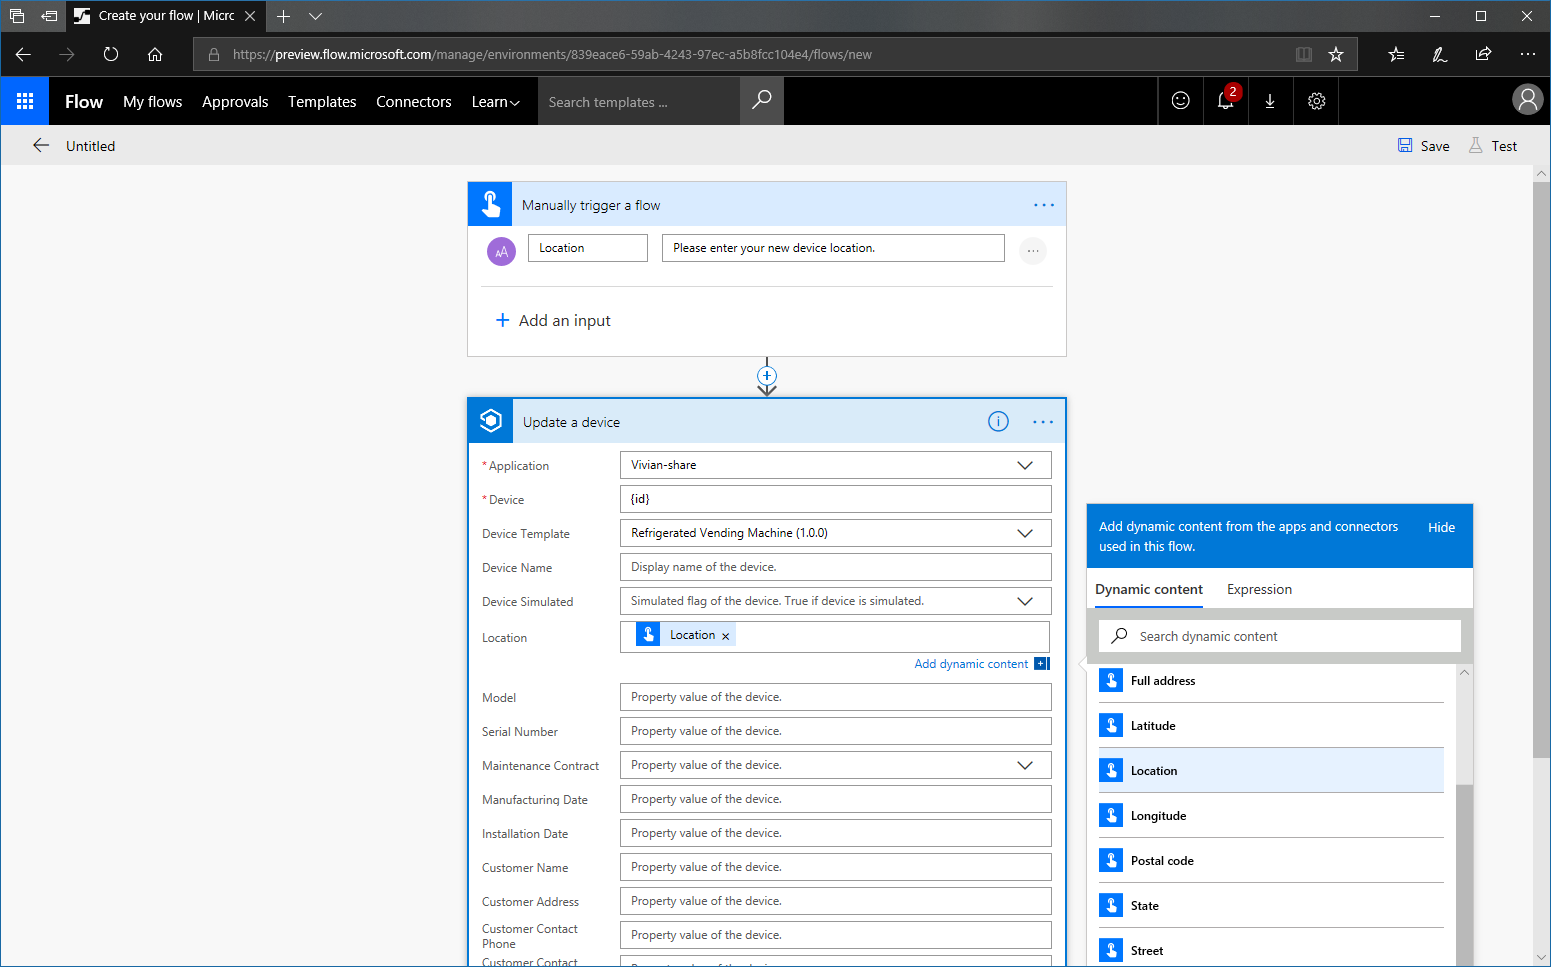 Create your flow | Micr
https://preview.flow.microsoft.com/manage/environments/839eace6-59ab-4243-97ec-a5b8fcc104e4/flows/new
Flow My flows Approvals Templates Connectors Learn Search templates ... 2
Untitled Save Test
Manually trigger a flow
AA Location Please enter your new device location.
Add an input
Update a device
* Application Vivian-share
* Device {id}
Device Template Refrigerated Vending Machine (1.0.0)
Device Name Display name of the device.
Device Simulated Simulated flag of the device. True if device is simulated.
Location Location
Add dynamic content
Model Property value of the device.
Serial Number Property value of the device.
Maintenance Contract Property value of the device.
Manufacturing Date Property value of the device.
Installation Date Property value of the device.
Customer Name Property value of the device.
Customer Address Property value of the device.
Customer Contact
Phone Property value of the device.
Customer Contact
Add dynamic content from the apps and connectors
used in this flow.
Hide
Dynamic content Expression
Search dynamic content
Full address
Latitude
Location
Longitude
Postal code
State
Street